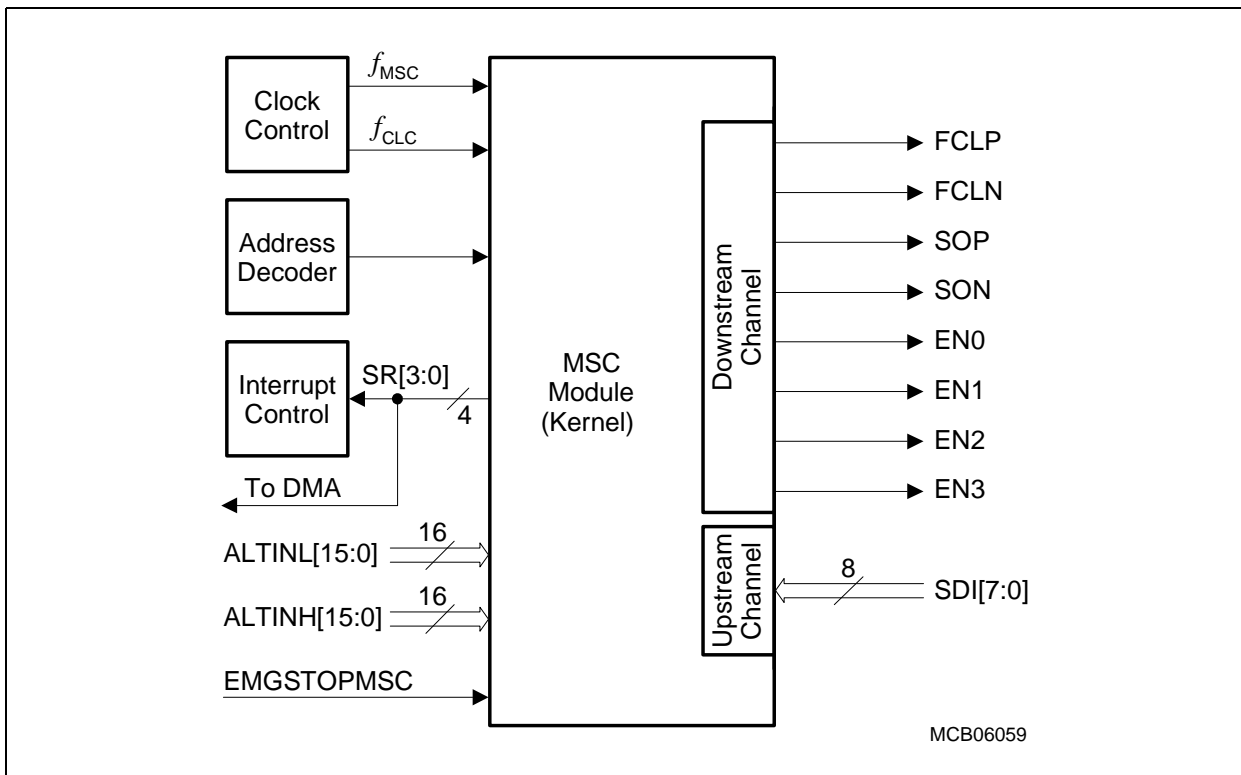 Clock
Control
fMSC
fCLC
Address
Decoder
Interrupt
Control
SR[3:0]
4
To DMA
ALTINL[15:0]
16
ALTINH[15:0]
16
EMGSTOPMSC
MSC
Module
(Kernel)
Downstream
Channel
Upstream
Channel
FCLP
FCLN
SOP
SON
EN0
EN1
EN2
EN3
8
SDI[7:0]
MCB06059